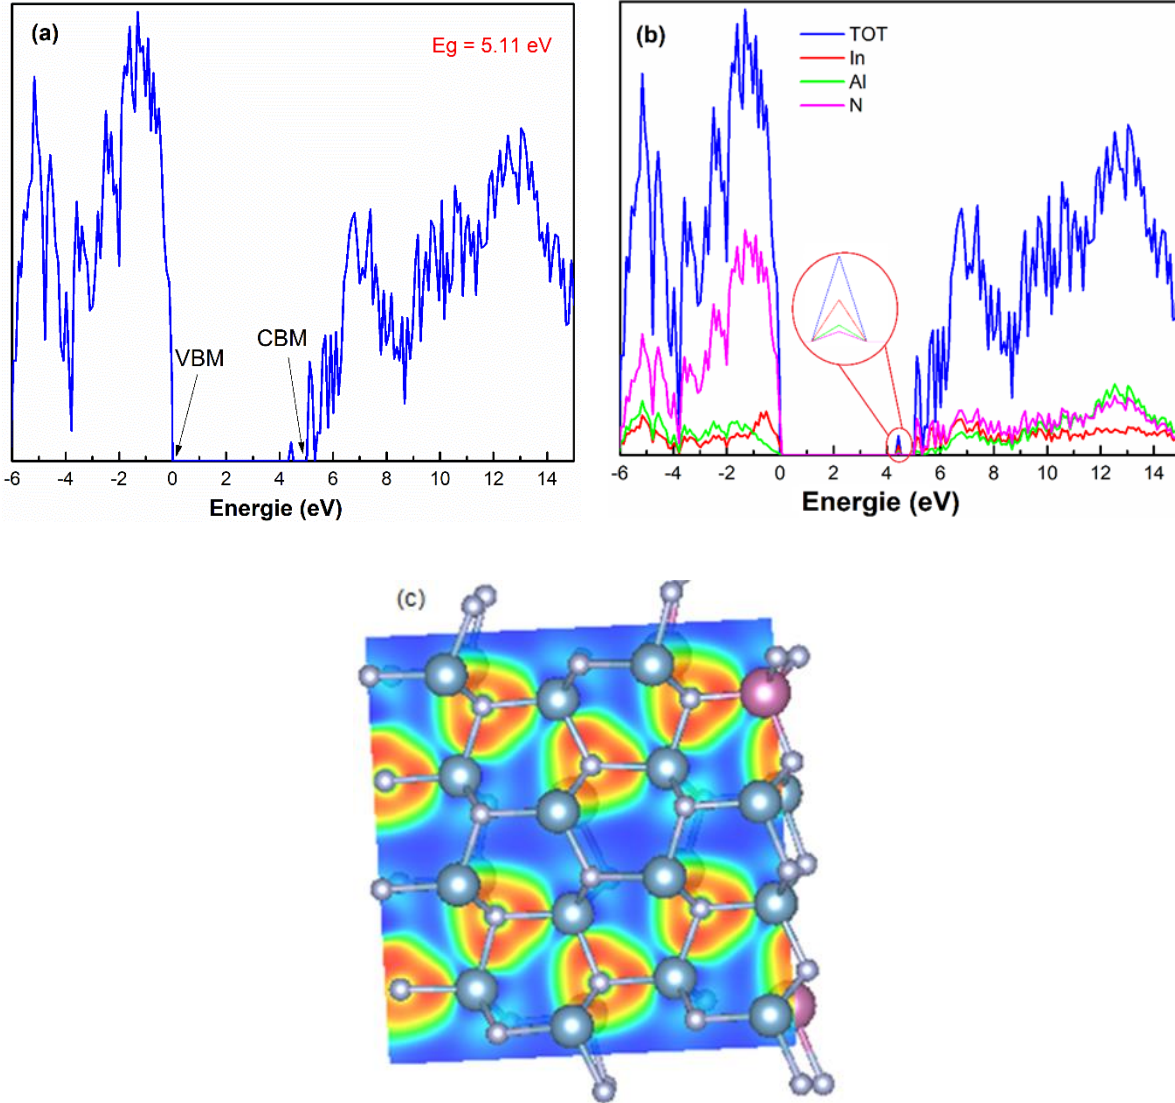 (a)
Eg = 5.11 eV
VBM
CBM
-6 -4 -2 0 2 4 6 8 10 12 14
Energie (eV)
(b)
TOT
In
Al
N
-6 -4 -2 0 2 4 6 8 10 12 14
Energie (eV)
(c)